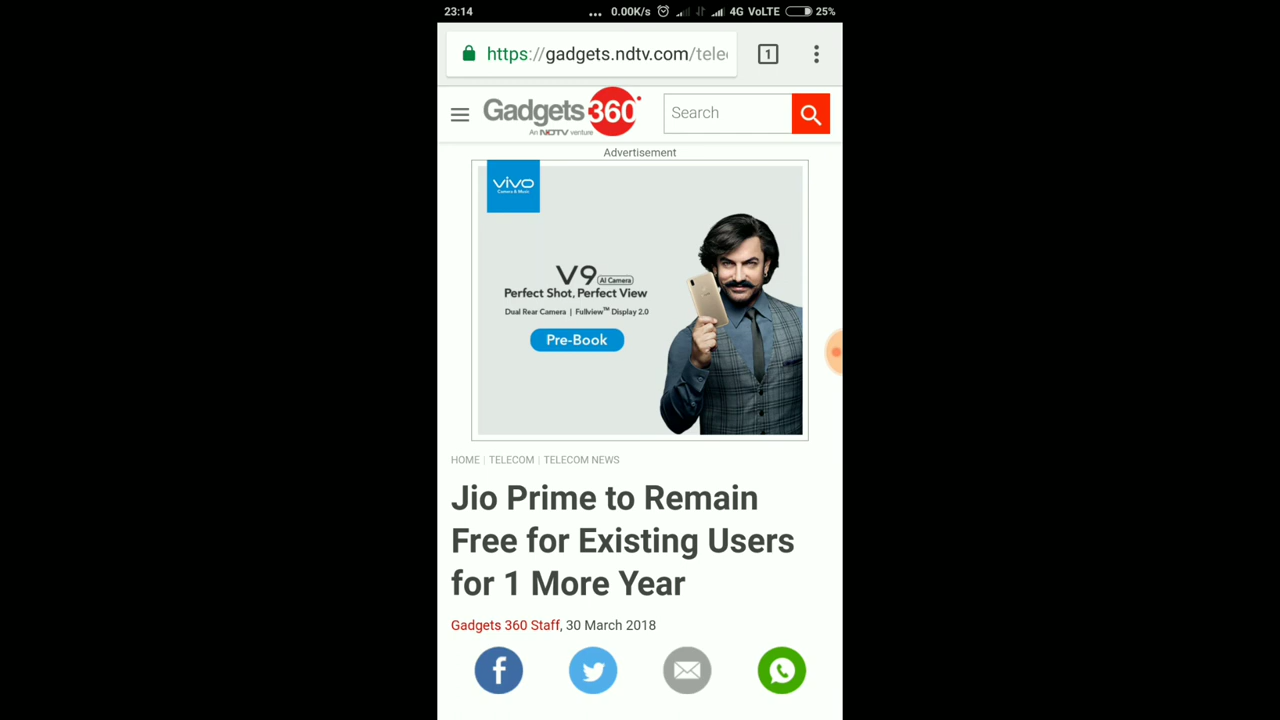 23:14 ... 0.00K/s 4G VoLTE 25%
https://gadgets.ndtv.com/tele
1
Gadgets 360
An NDTV venture
Search
Advertisement
vivo
Camera & Music
V9 AI Camera
Perfect Shot, Perfect View
Dual Rear Camera | Fullview™ Display 2.0
Pre-Book
HOME | TELECOM | TELECOM NEWS
Jio Prime to Remain
Free for Existing Users
for 1 More Year
Gadgets 360 Staff, 30 March 2018